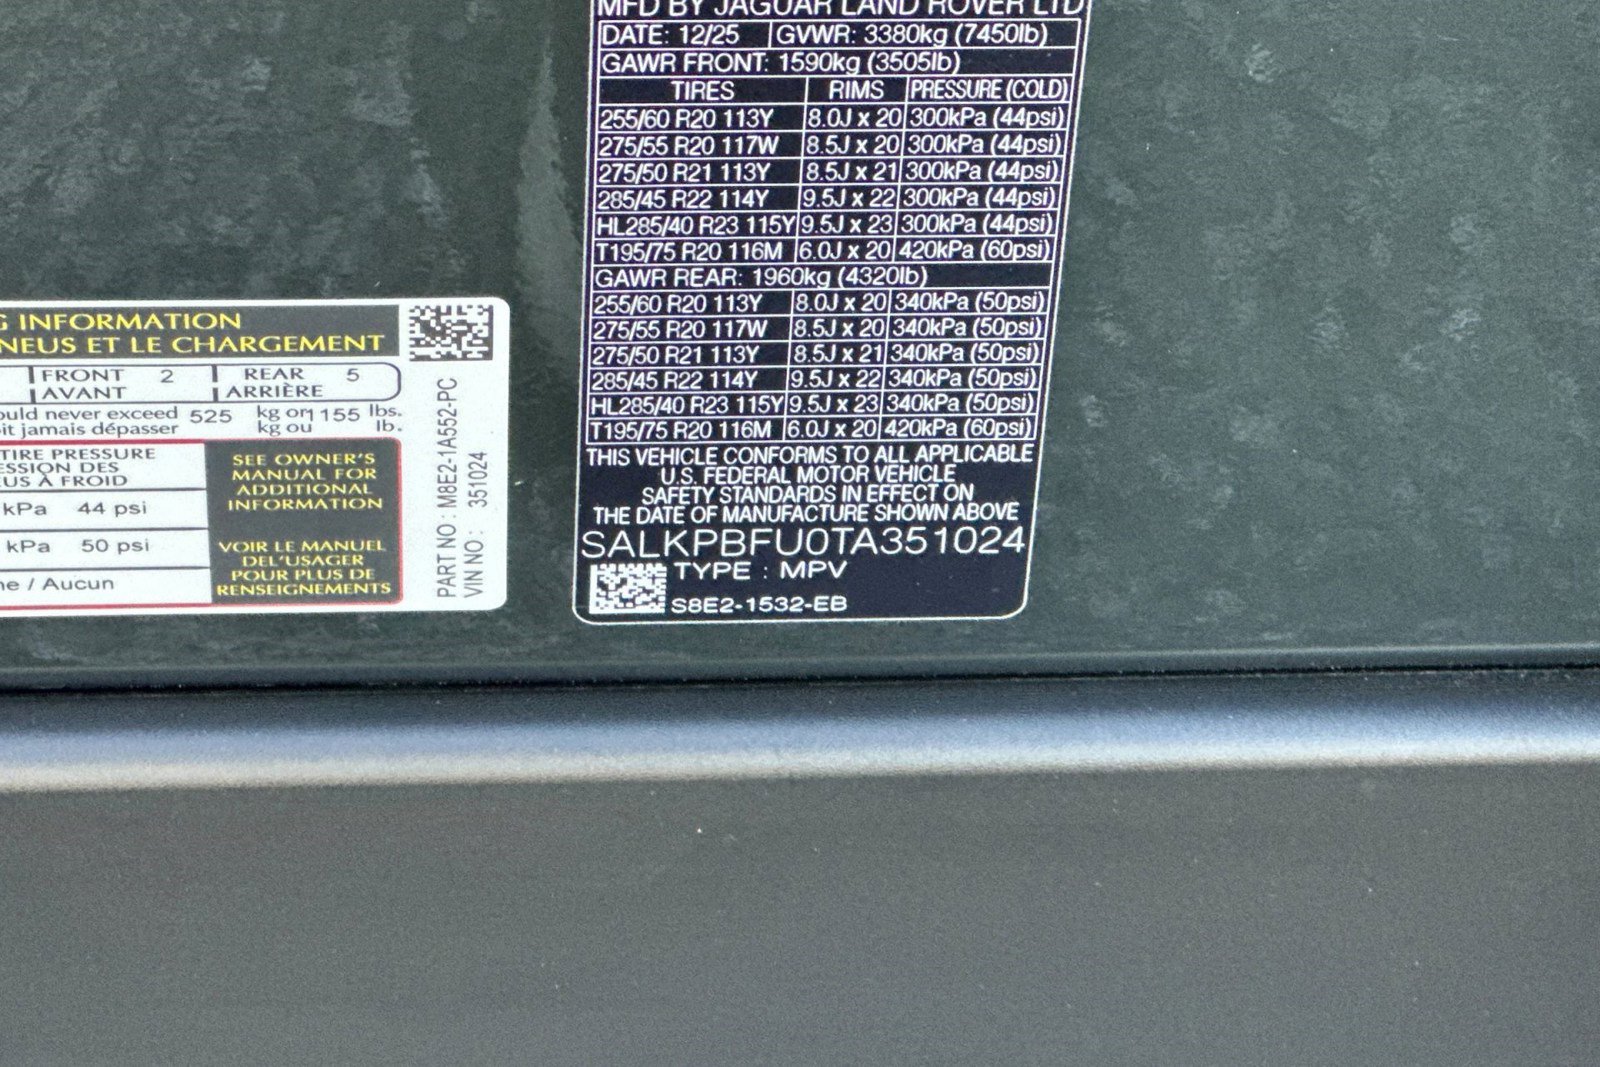 MFD BY JAGUAR LAND ROVER LTD
DATE: 12/25 GVWR: 3380kg (7450lb)
GAWR FRONT: 1590kg (3505lb)
TIRES RIMS PRESSURE (COLD)
255/60 R20 113Y 8.0J x 20 300kPa (44psi)
275/55 R20 117W 8.5J x 20 300kPa (44psi)
275/50 R21 113Y 8.5J x 21 300kPa (44psi)
285/45 R22 114Y 9.5J x 22 300kPa (44psi)
HL285/40 R23 115Y 9.5J x 23 300kPa (44psi)
T195/75 R20 116M 6.0J x 20 420kPa (60psi)
GAWR REAR: 1960kg (4320lb)
255/60 R20 113Y 8.0J x 20 340kPa (50psi)
275/55 R20 117W 8.5J x 20 340kPa (50psi)
275/50 R21 113Y 8.5J x 21 340kPa (50psi)
285/45 R22 114Y 9.5J x 22 340kPa (50psi)
HL285/40 R23 115Y 9.5J x 23 340kPa (50psi)
T195/75 R20 116M 6.0J x 20 420kPa (60psi)
THIS VEHICLE CONFORMS TO ALL APPLICABLE
U.S. FEDERAL MOTOR VEHICLE
SAFETY STANDARDS IN EFFECT ON
THE DATE OF MANUFACTURE SHOWN ABOVE
SALKPBFU0TA351024
TYPE : MPV
S8E2-1532-EB
G INFORMATION
NEUS ET LE CHARGEMENT
FRONT 2 REAR 5
AVANT ARRIÈRE
ould never exceed 525 kg or 1155 lbs.
it jamais dépasser kg ou lb.
TIRE PRESSURE
ESSION DES
EUS À FROID
kPa 44 psi
kPa 50 psi
ne / Aucun
SEE OWNER'S
MANUAL FOR
ADDITIONAL
INFORMATION
VOIR LE MANUEL
DEL'USAGER
POUR PLUS DE
RENSEIGNEMENTS
PART NO : M8E2-1A552-PC
VIN NO : 351024